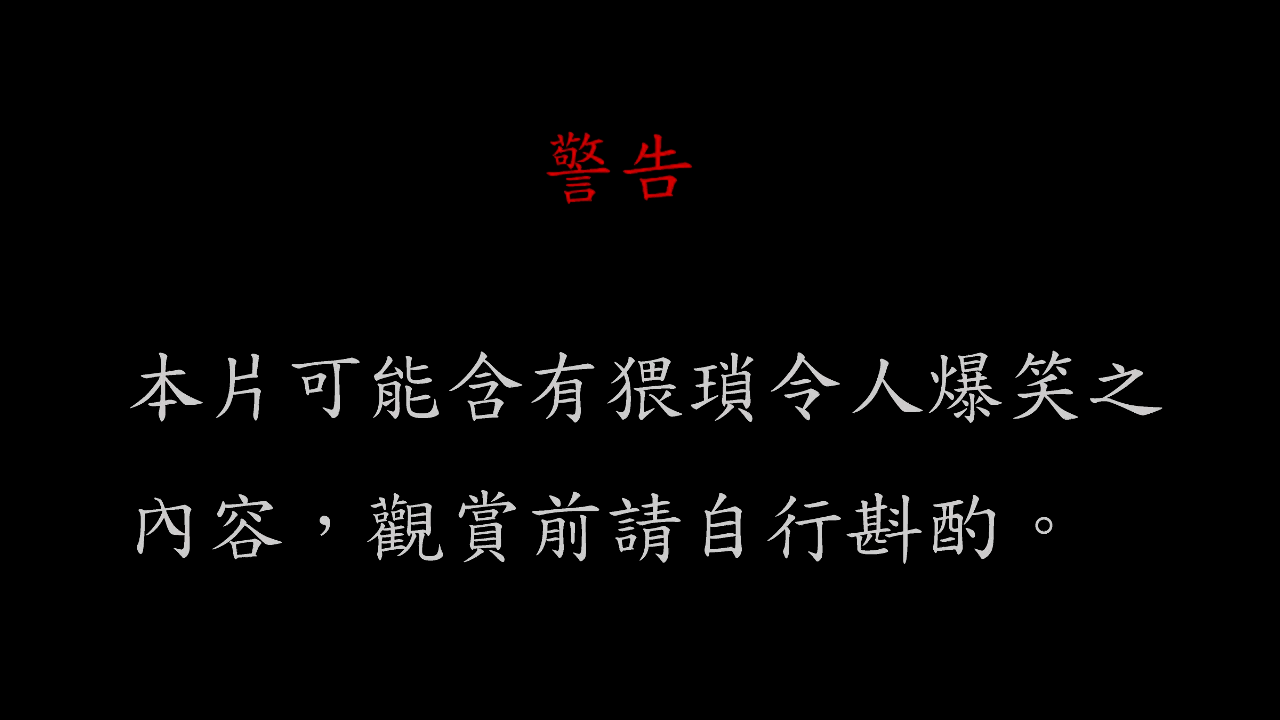 警告
本片可能含有猥瑣令人爆笑之
內容，觀賞前請自行斟酌。